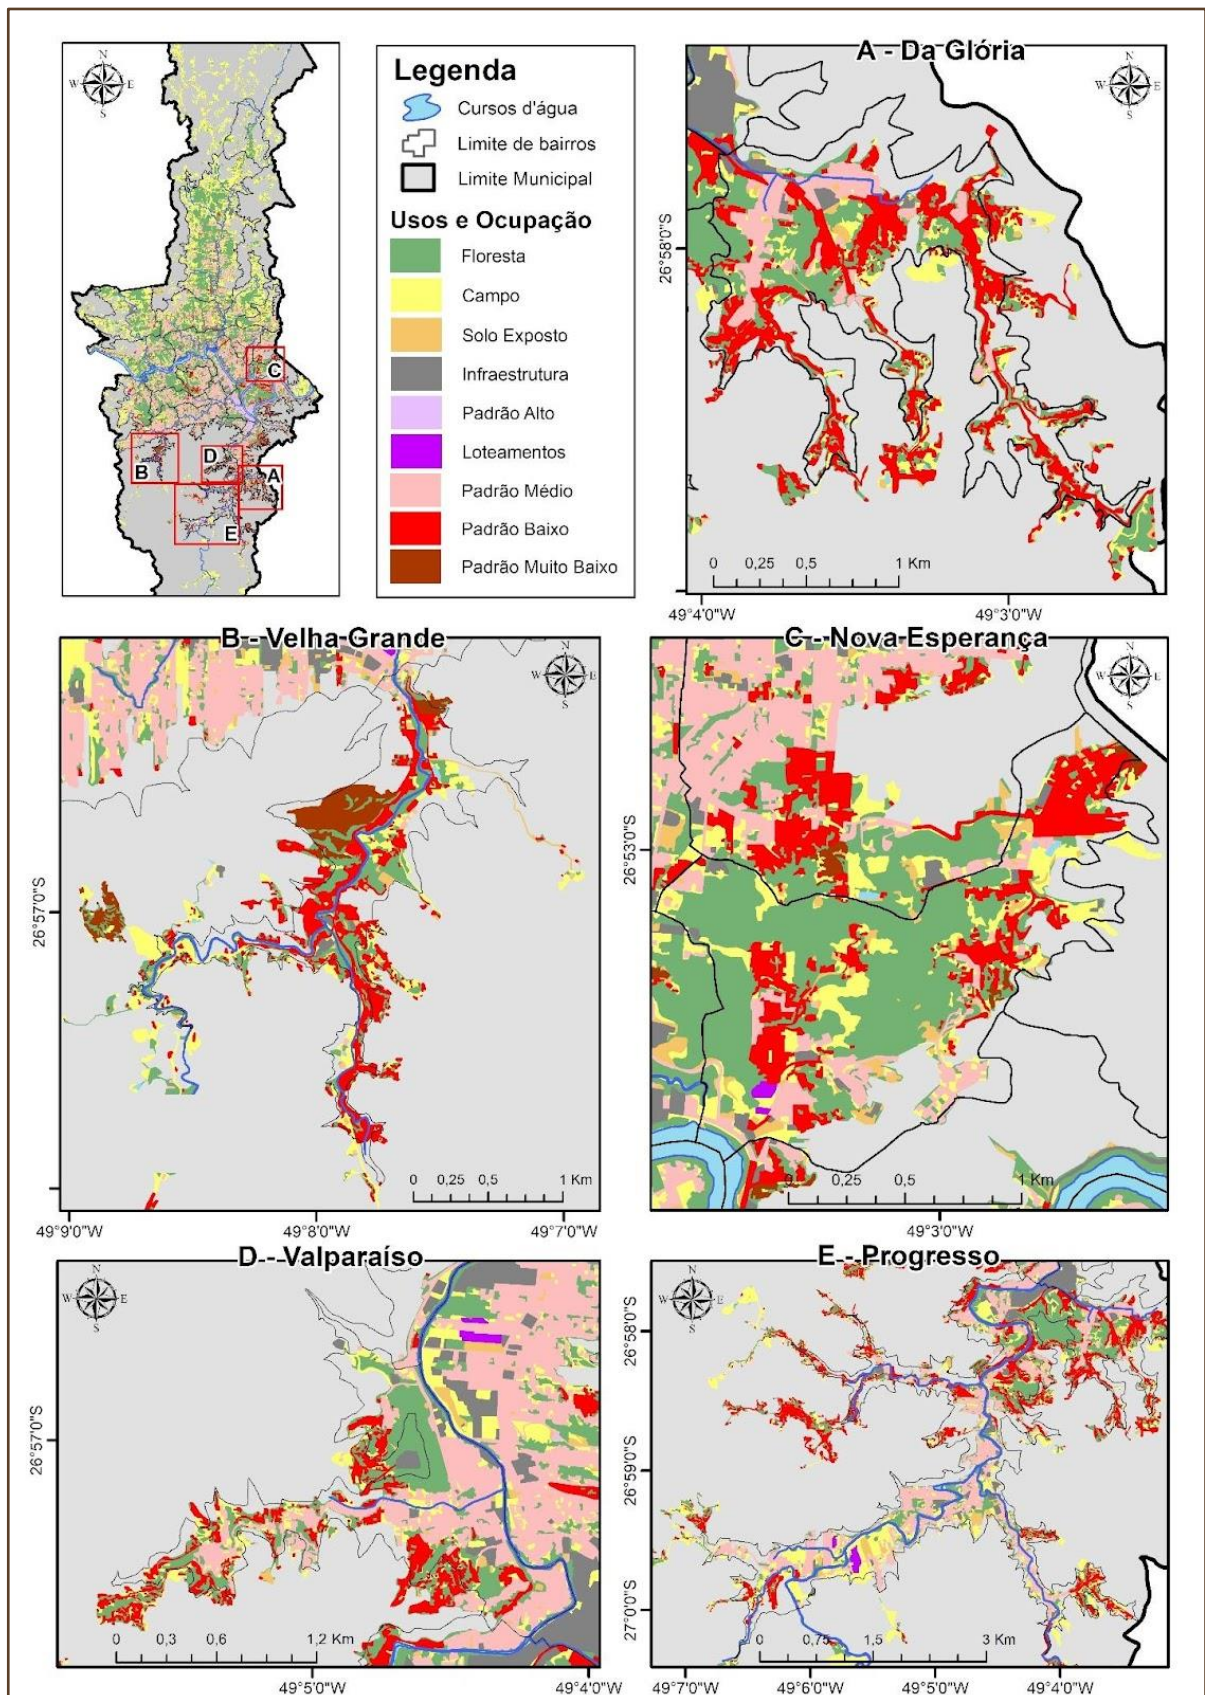 N
W E
S
C
B
D
A
E
Legenda
Cursos d'água
Limite de bairros
Limite Municipal
Usos e Ocupação
Floresta
Campo
Solo Exposto
Infraestrutura
Padrão Alto
Loteamentos
Padrão Médio
Padrão Baixo
Padrão Muito Baixo
A - Da Glória
N
W E
S
26°58'0"S
0 0,25 0,5 1 Km
49°4'0"W 49°3'0"W
B - Velha Grande
N
W E
S
26°57'0"S
0 0,25 0,5 1 Km
49°9'0"W 49°8'0"W 49°7'0"W
C - Nova Esperança
N
W E
S
26°53'0"S
0 0,25 0,5 1 Km
49°3'0"W
D - Valparaíso
N
W E
S
26°57'0"S
0 0,3 0,6 1,2 Km
49°5'0"W 49°4'0"W
E - Progresso
N
W E
S
26°58'0"S
26°59'0"S
27°0'0"S
0 0,75 1,5 3 Km
49°7'0"W 49°6'0"W 49°5'0"W 49°4'0"W